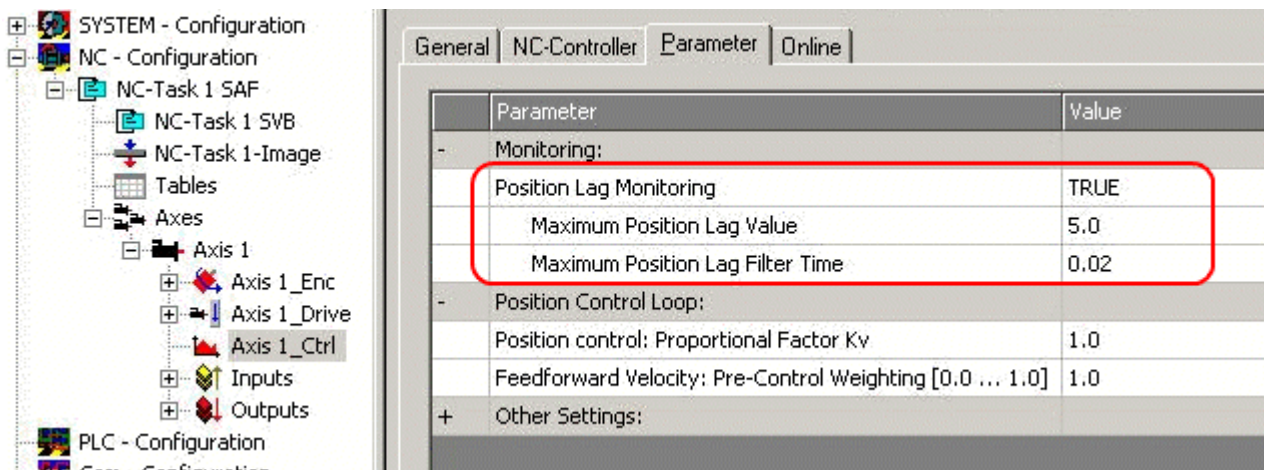 SYSTEM - Configuration
NC - Configuration
NC-Task 1 SAF
NC-Task 1 SVB
NC-Task 1-Image
Tables
Axes
Axis 1
Axis 1_Enc
Axis 1_Drive
Axis 1_Ctrl
Inputs
Outputs
PLC - Configuration
General NC-Controller Parameter Online
Parameter Value
Monitoring:
Position Lag Monitoring TRUE
Maximum Position Lag Value 5.0
Maximum Position Lag Filter Time 0.02
Position Control Loop:
Position control: Proportional Factor Kv 1.0
Feedforward Velocity: Pre-Control Weighting [0.0 ... 1.0] 1.0
Other Settings: